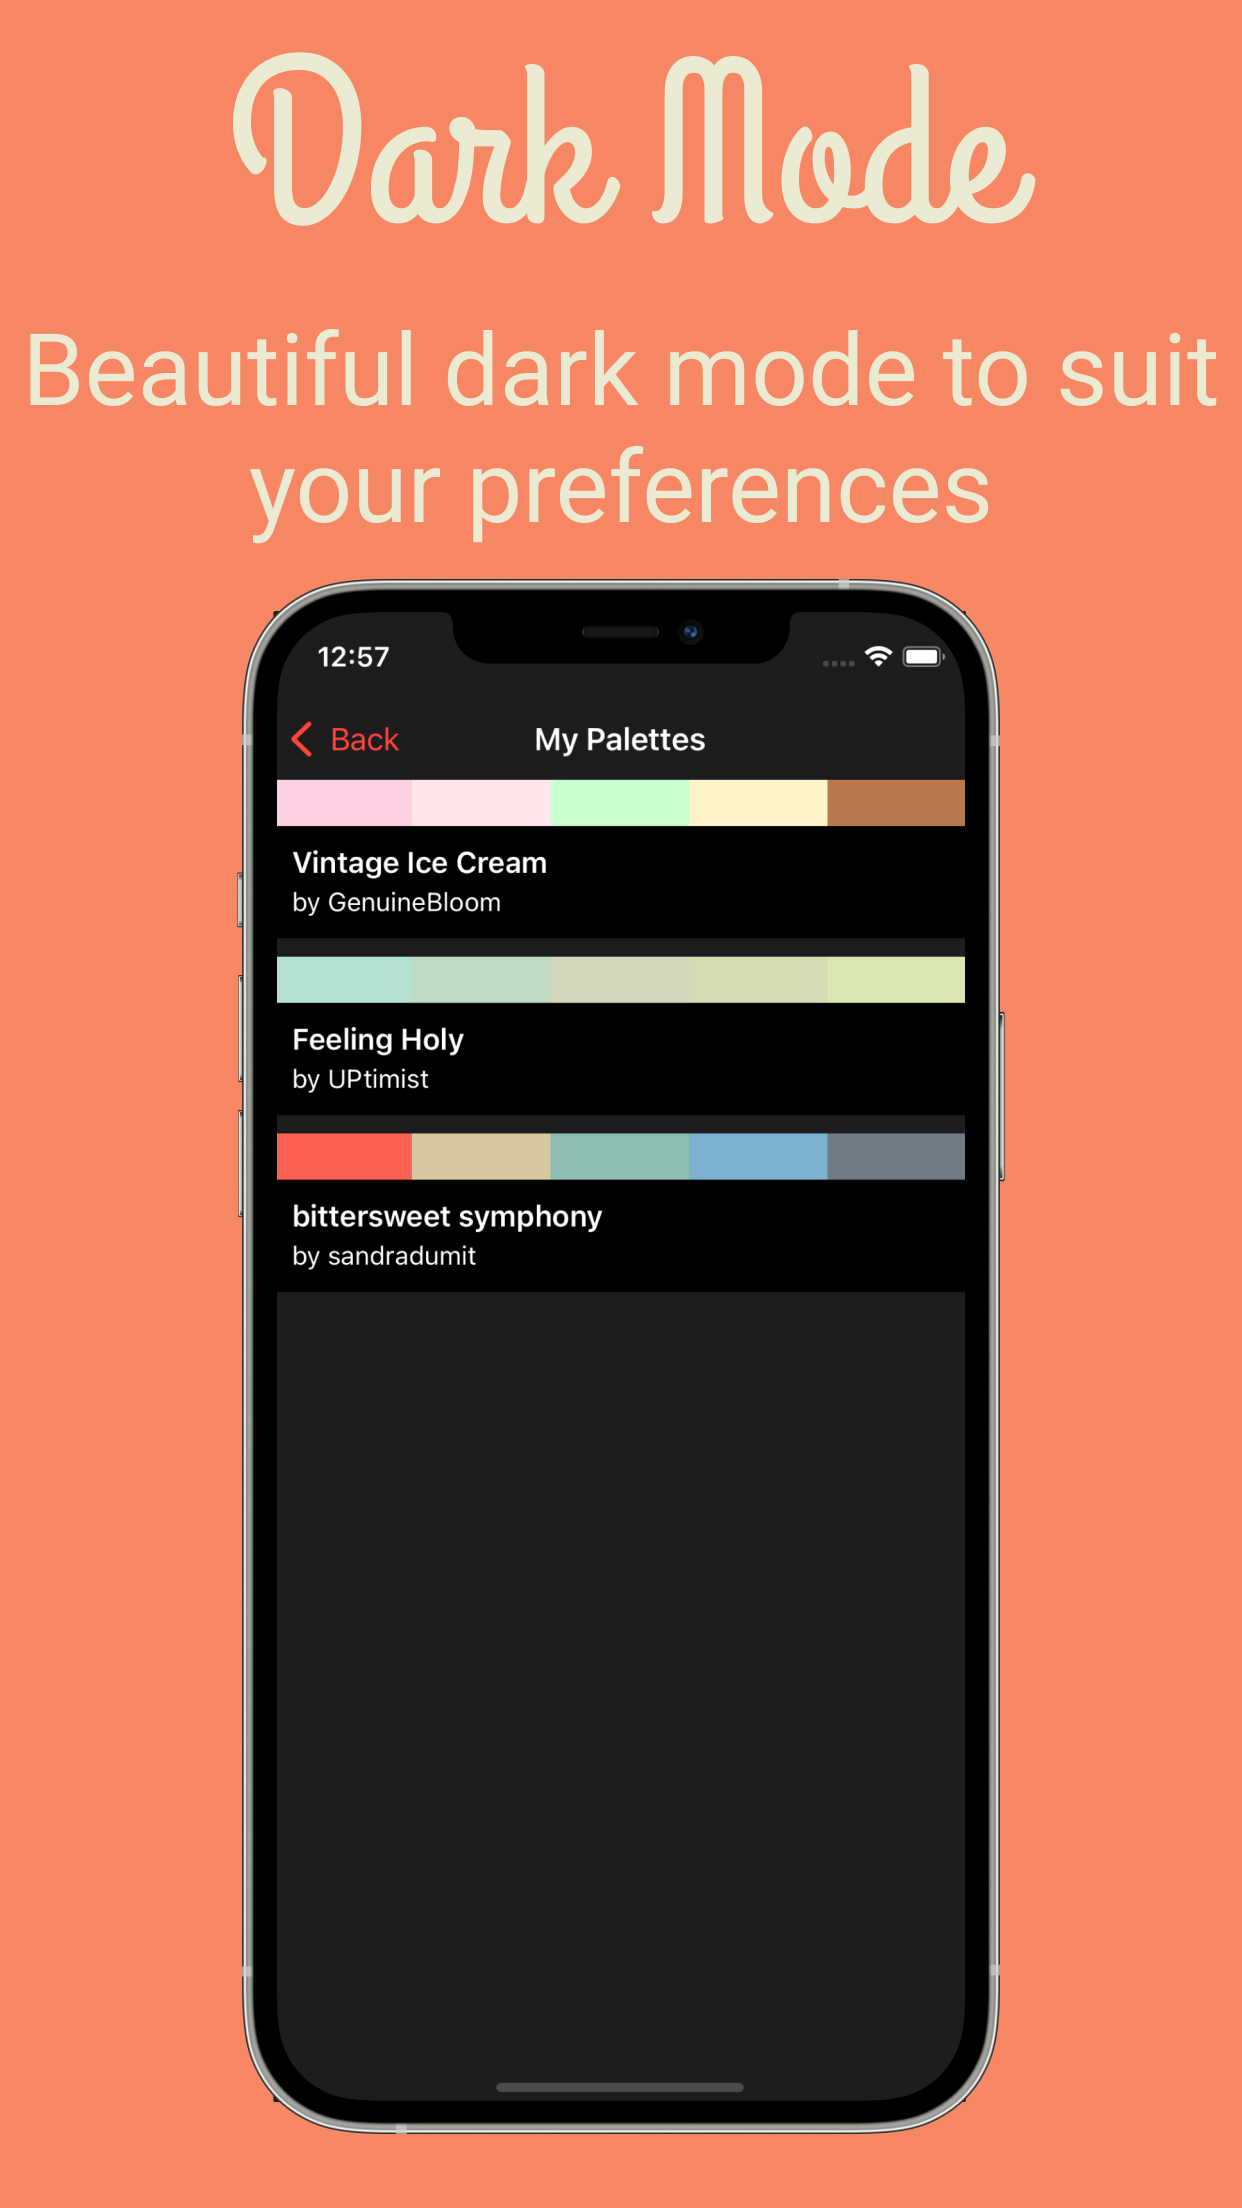 Dark Mode
Beautiful dark mode to suit
your preferences
12:57
Back
My Palettes
Vintage Ice Cream
by GenuineBloom
Feeling Holy
by UPtimist
bittersweet symphony
by sandradumit